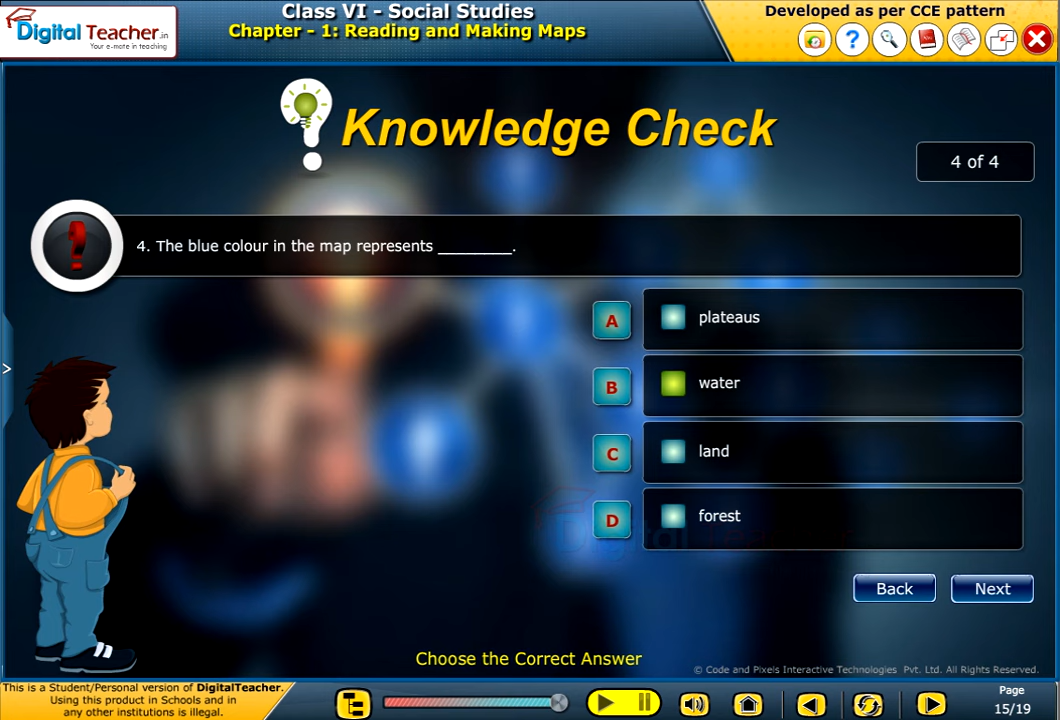 Digital Teacher.in
Your e-mate in teaching
Class VI - Social Studies
Chapter - 1: Reading and Making Maps
Developed as per CCE pattern
?
Knowledge Check
4 of 4
4. The blue colour in the map represents ________.
A plateaus
B water
C land
D forest
>
Back Next
Choose the Correct Answer
© Code and Pixels Interactive Technologies Pvt. Ltd. All Rights Reserved.
This is a Student/Personal version of DigitalTeacher.
Using this product in Schools and in
any other institutions is illegal.
Page
15/19